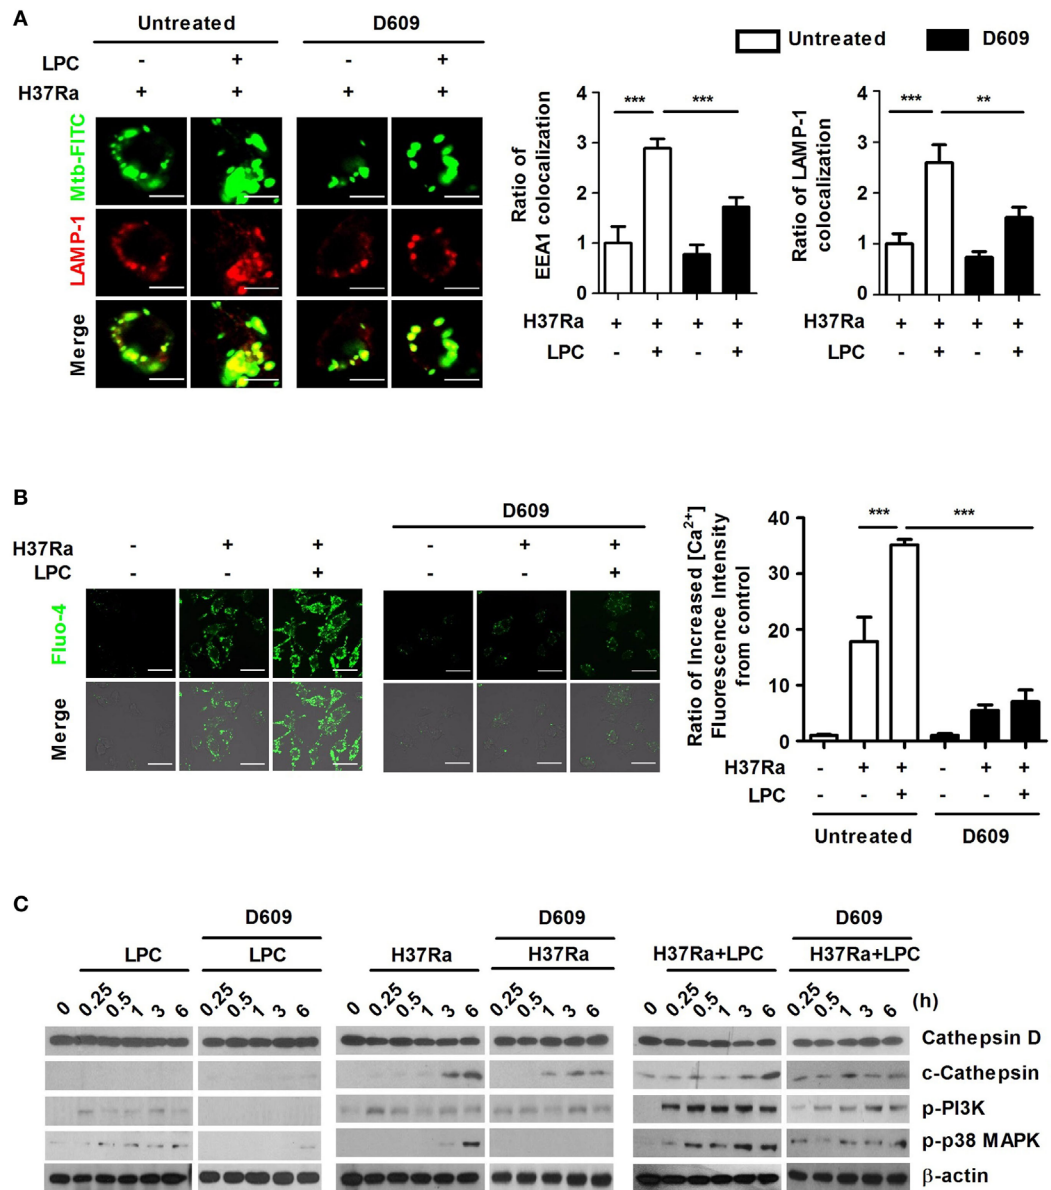 A
Untreated D609
LPC - + - +
H37Ra + + + +
Mtb-FITC
LAMP-1
Merge
Untreated D609
Ratio of EEA1 colocalization
4
3
2
1
0
*** ***
H37Ra + + + +
LPC - + - +
Ratio of LAMP-1 colocalization
4
3
2
1
0
*** **
H37Ra + + + +
LPC - + - +
B
D609
H37Ra - + + - + +
LPC - - + - - +
Fluo-4
Merge
Ratio of Increased [Ca2+] Fluorescence Intensity from control
40
30
20
10
0
*** ***
H37Ra - + + - + +
LPC - - + - - +
Untreated D609
C
D609 D609 D609
LPC LPC H37Ra H37Ra H37Ra+LPC H37Ra+LPC
0 0.25 0.5 1 3 6 0.25 0.5 1 3 6 0 0.25 0.5 1 3 6 0.25 0.5 1 3 6 0 0.25 0.5 1 3 6 0.25 0.5 1 3 6 (h)
Cathepsin D
c-Cathepsin
p-PI3K
p-p38 MAPK
β-actin